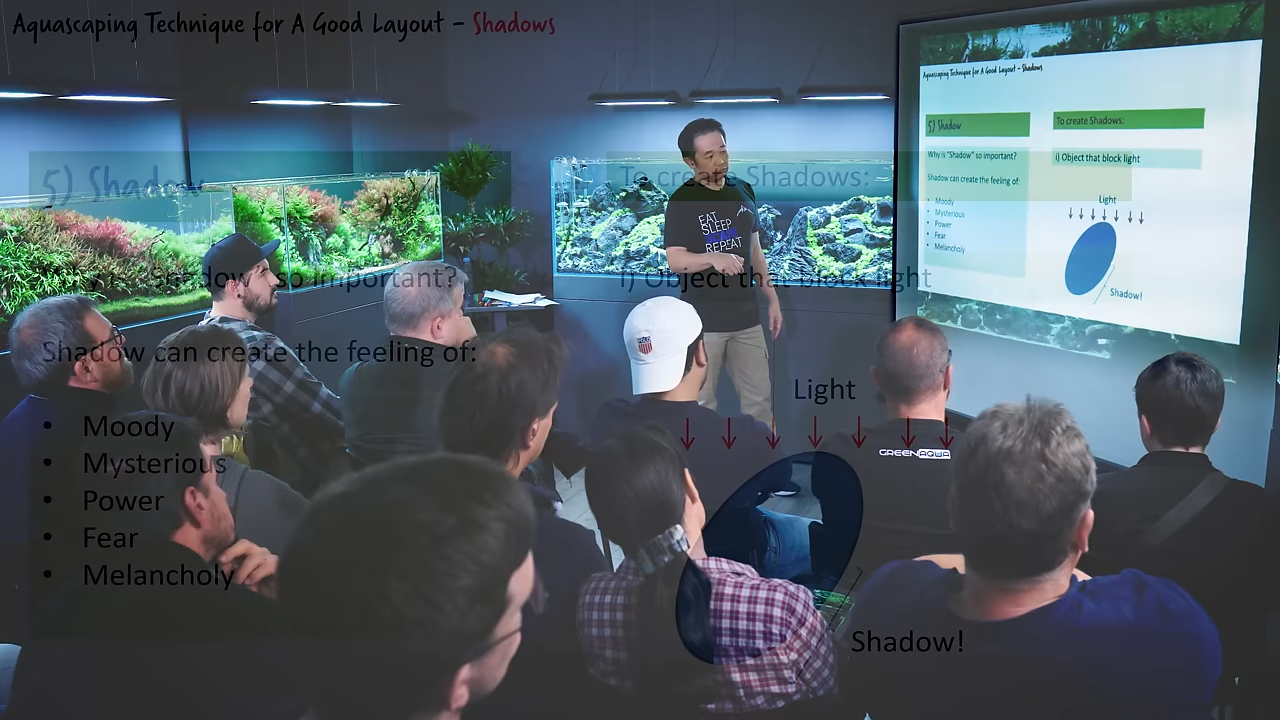 Aquascaping Technique for A Good Layout - Shadows
5) Shadow
Why is "Shadow" so important?
Shadow can create the feeling of:
• Moody
• Mysterious
• Power
• Fear
• Melancholy
To create Shadows:
i) Object that block light
Light
Shadow!
EAT
SLEEP
REPEAT
GREENAQUA
Aquascaping Technique for A Good Layout - Shadows
5) Shadow
Why is "Shadow" so important?
Shadow can create the feeling of:
• Moody
• Mysterious
• Power
• Fear
• Melancholy
To create Shadows:
i) Object that block light
Light
Shadow!